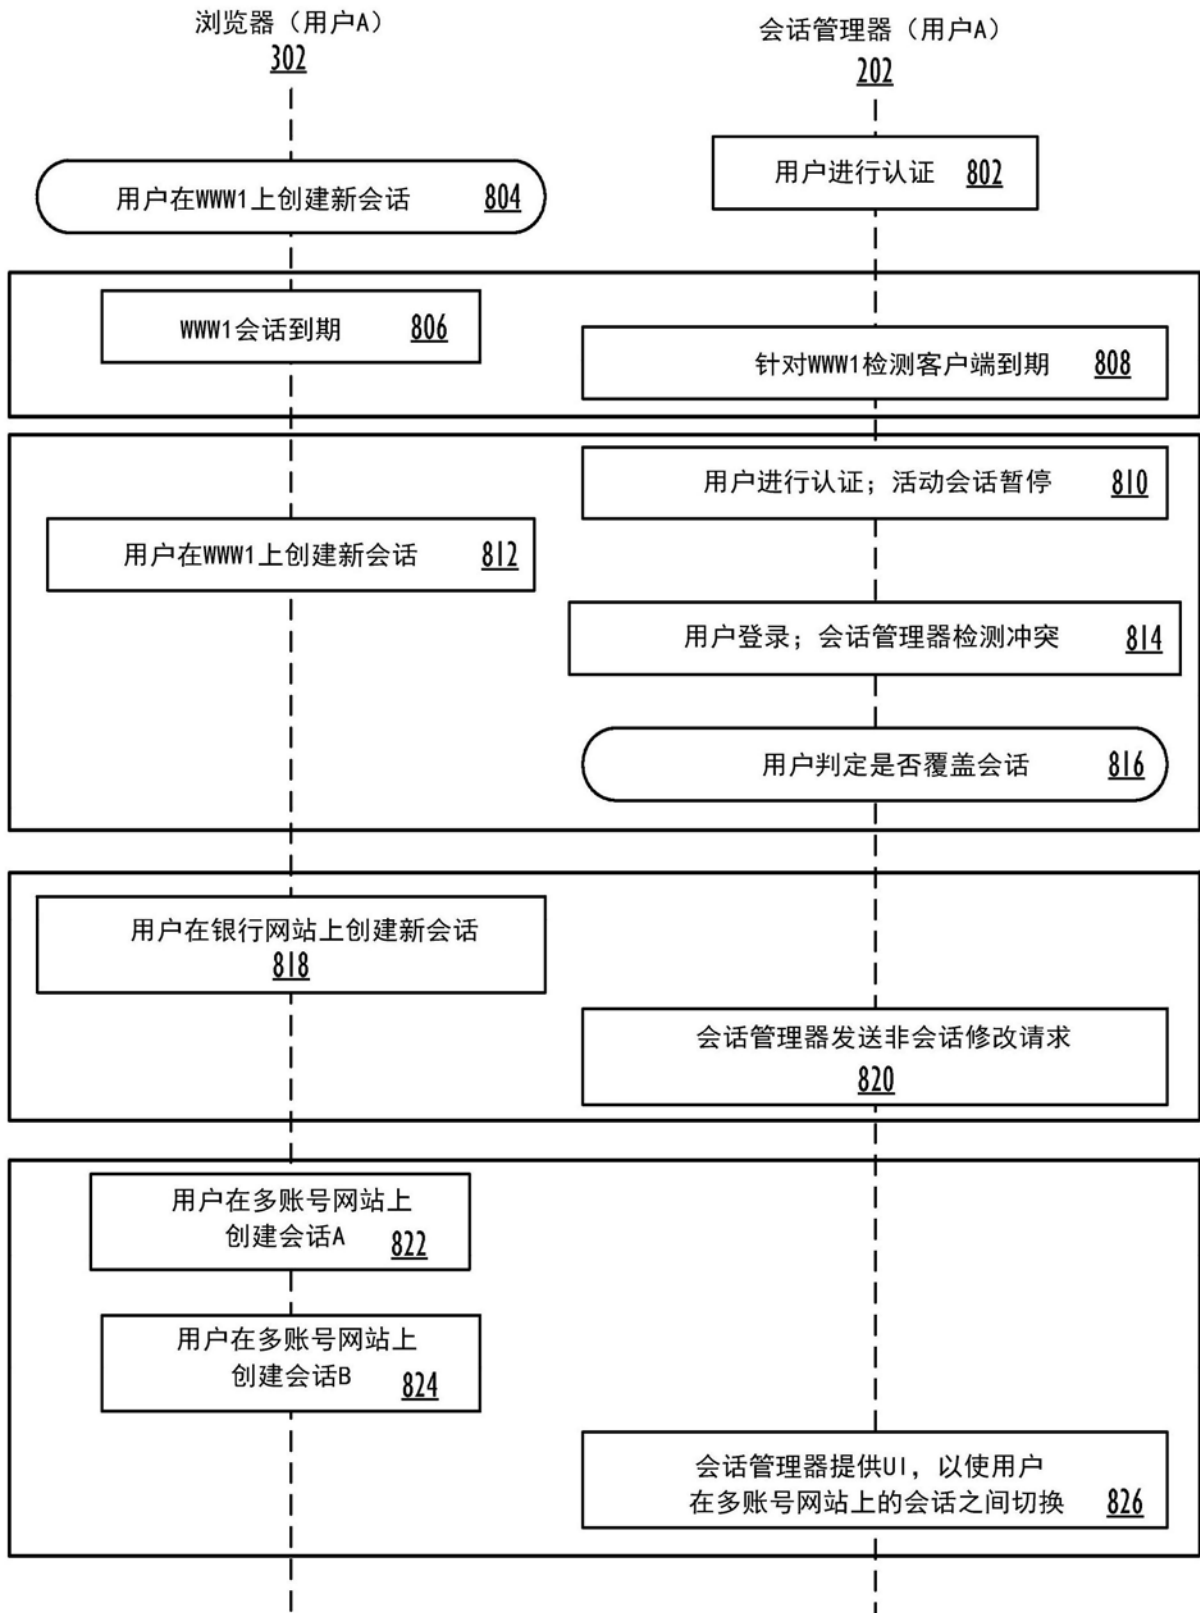 浏览器（用户A）
302
会话管理器（用户A）
202
用户进行认证 802
用户在WWW1上创建新会话 804
WWW1会话到期 806
针对WWW1检测客户端到期 808
用户进行认证；活动会话暂停 810
用户在WWW1上创建新会话 812
用户登录；会话管理器检测冲突 814
用户判定是否覆盖会话 816
用户在银行网站上创建新会话
818
会话管理器发送非会话修改请求
820
用户在多账号网站上
创建会话A 822
用户在多账号网站上
创建会话B 824
会话管理器提供UI，以使用户
在多账号网站上的会话之间切换 826